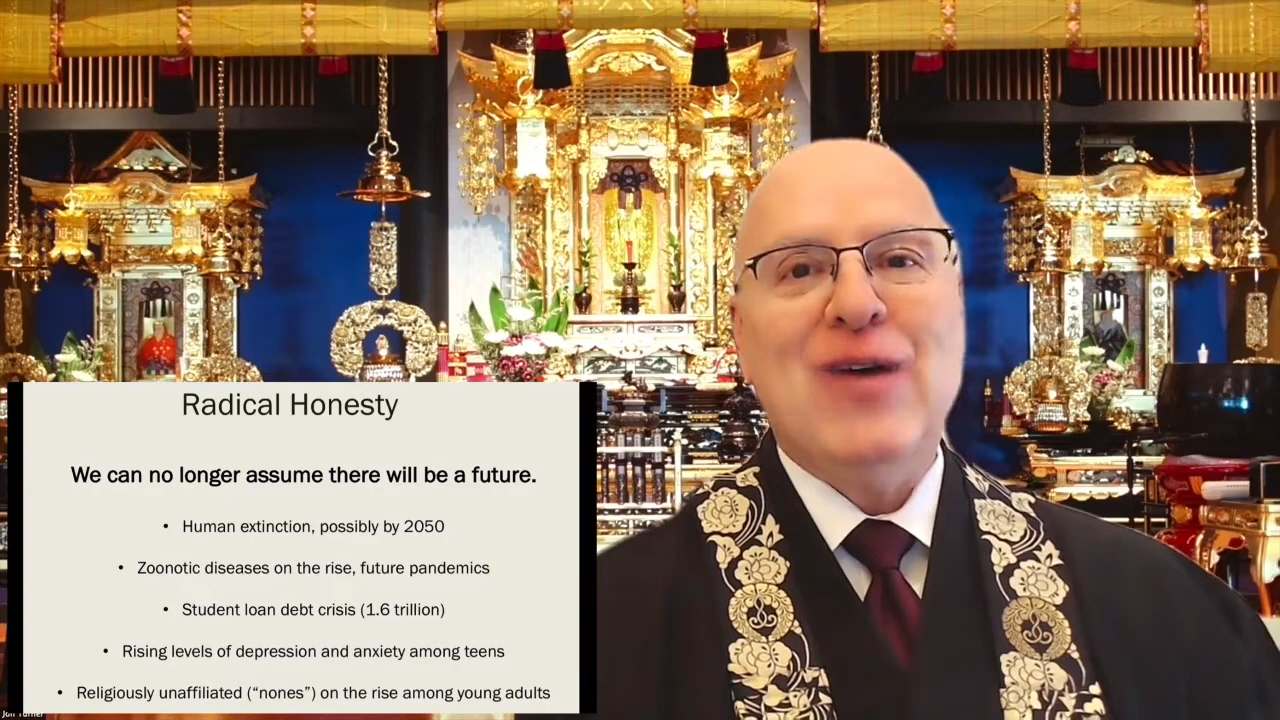 Radical Honesty
We can no longer assume there will be a future.
• Human extinction, possibly by 2050
• Zoonotic diseases on the rise, future pandemics
• Student loan debt crisis (1.6 trillion)
• Rising levels of depression and anxiety among teens
• Religiously unaffiliated (“nones”) on the rise among young adults
Jon Turner